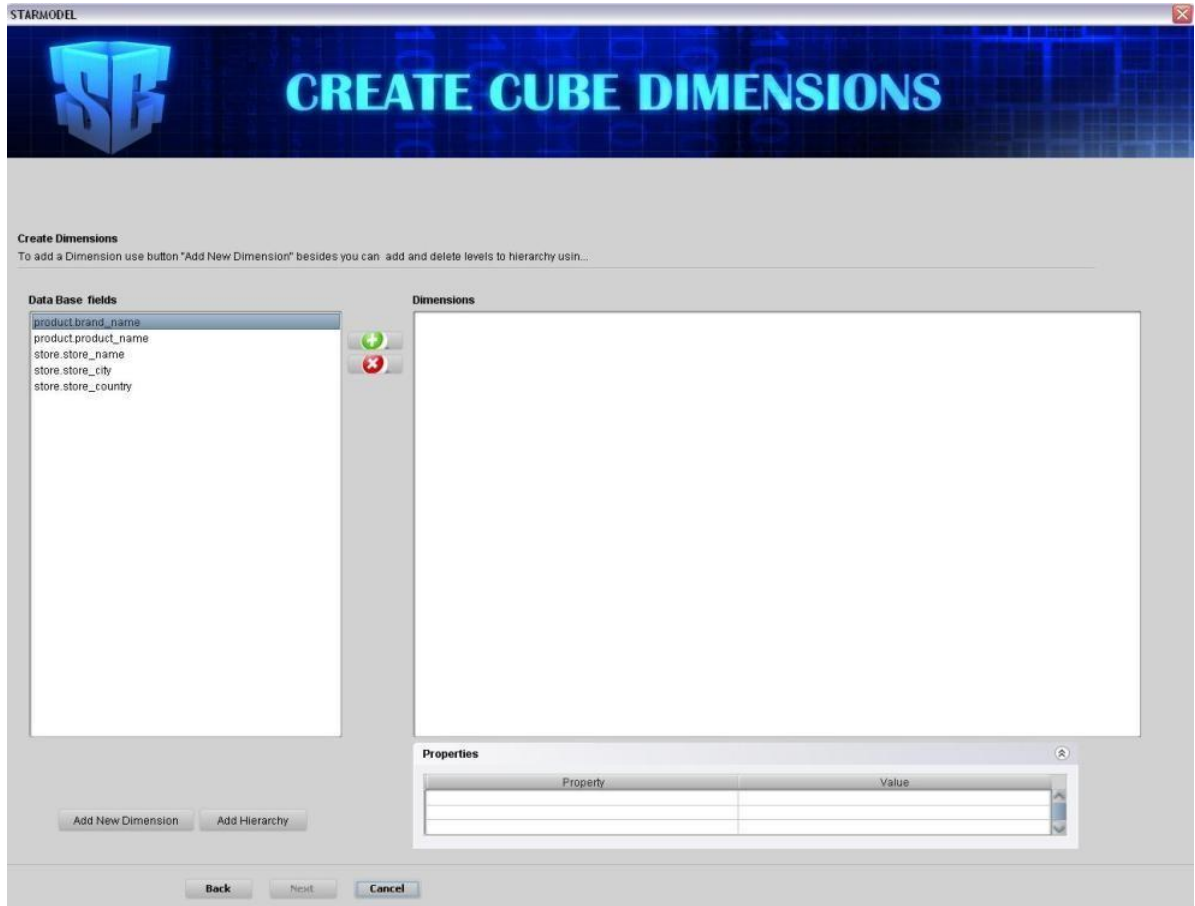 STARMODEL
SC
CREATE CUBE DIMENSIONS
Create Dimensions
To add a Dimension use button "Add New Dimension" besides you can add and delete levels to hierarchy usin...
Data Base fields
Dimensions
product.brand_name
product.product_name
store.store_name
store.store_city
store.store_country
Properties
Property Value
Add New Dimension Add Hierarchy
Back Next Cancel